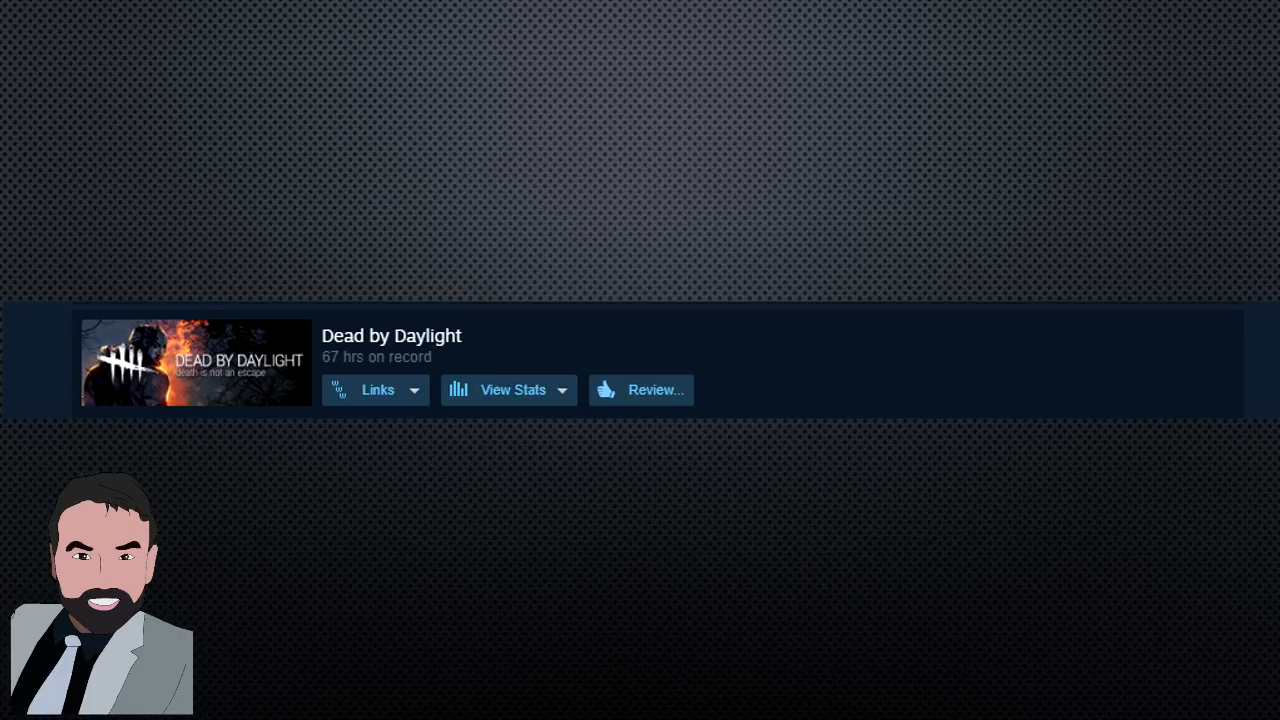 Dead by Daylight
67 hrs on record
DEAD BY DAYLIGHT
death is not an escape
Links
View Stats
Review...